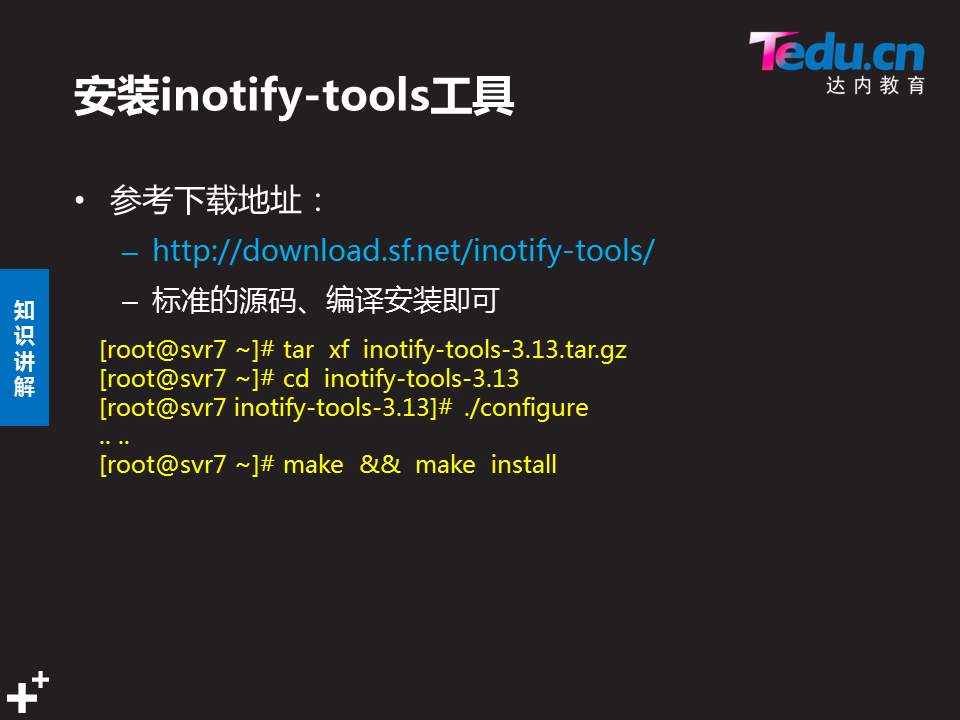 Tedu.cn
达内教育
安装inotify-tools工具
• 参考下载地址：
– http://download.sf.net/inotify-tools/
– 标准的源码、编译安装即可
知识讲解
[root@svr7 ~]# tar  xf  inotify-tools-3.13.tar.gz
[root@svr7 ~]# cd  inotify-tools-3.13
[root@svr7 inotify-tools-3.13]#  ./configure
.. ..
[root@svr7 ~]# make  &&  make  install